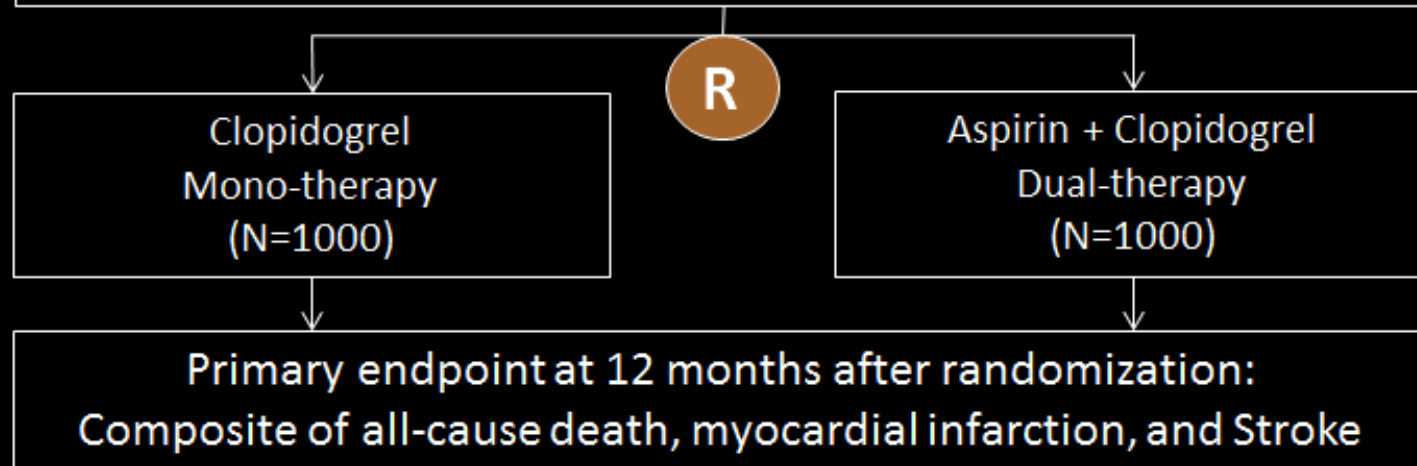 R
Clopidogrel
Mono-therapy
(N=1000)
Aspirin + Clopidogrel
Dual-therapy
(N=1000)
Primary endpoint at 12 months after randomization:
Composite of all-cause death, myocardial infarction, and Stroke